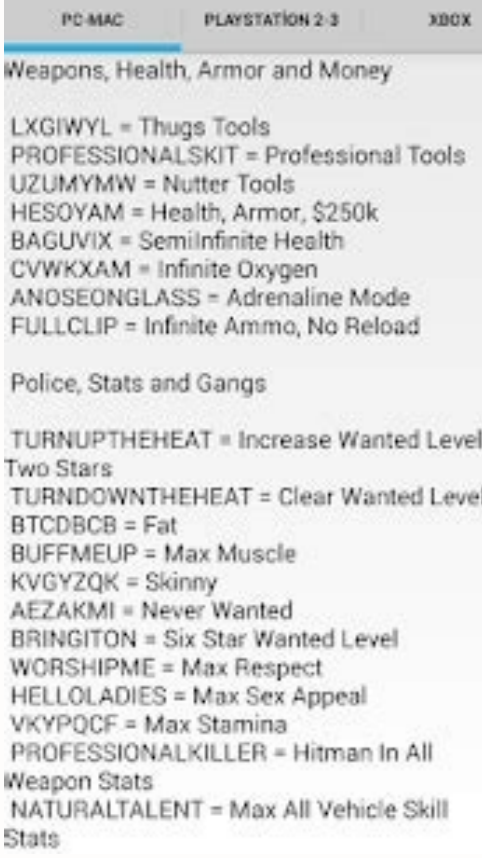 PC-MAC PLAYSTATİON 2-3 XBOX
Weapons, Health, Armor and Money
LXGIWYL = Thugs Tools
PROFESSIONALSKIT = Professional Tools
UZUMYMW = Nutter Tools
HESOYAM = Health, Armor, $250k
BAGUVIX = SemiInfinite Health
CVWKXAM = Infinite Oxygen
ANOSEONGLASS = Adrenaline Mode
FULLCLIP = Infinite Ammo, No Reload
Police, Stats and Gangs
TURNUPTHEHEAT = Increase Wanted Level
Two Stars
TURNDOWNTHEHEAT = Clear Wanted Level
BTCDBCB = Fat
BUFFMEUP = Max Muscle
KVGYZQK = Skinny
AEZAKMI = Never Wanted
BRINGITON = Six Star Wanted Level
WORSHIPME = Max Respect
HELLOLADIES = Max Sex Appeal
VKYPQCF = Max Stamina
PROFESSIONALKILLER = Hitman In All
Weapon Stats
NATURALTALENT = Max All Vehicle Skill
Stats